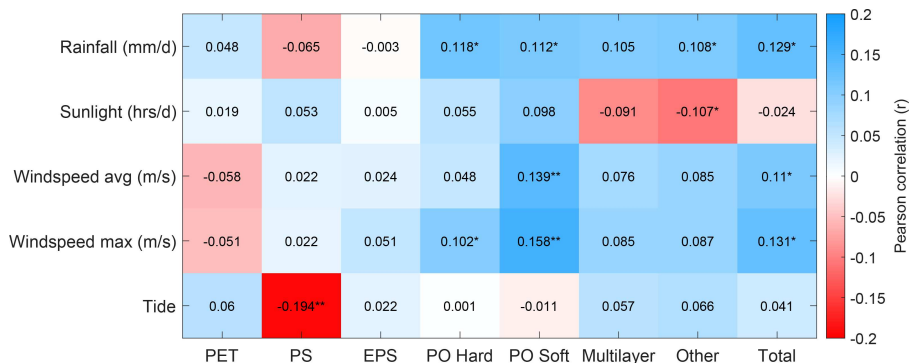 Rainfall (mm/d) 0.048 -0.065 -0.003 0.118* 0.112* 0.105 0.108* 0.129*
Sunlight (hrs/d) 0.019 0.053 0.005 0.055 0.098 -0.091 -0.107* -0.024
Windspeed avg (m/s) -0.058 0.022 0.024 0.048 0.139** 0.076 0.085 0.11*
Windspeed max (m/s) -0.051 0.022 0.051 0.102* 0.158** 0.085 0.087 0.131*
Tide 0.06 -0.194** 0.022 0.001 -0.011 0.057 0.066 0.041
PET PS EPS PO Hard PO Soft Multilayer Other Total
0.2
0.15
0.1
0.05
0
-0.05
-0.1
-0.15
-0.2
Pearson correlation (r)